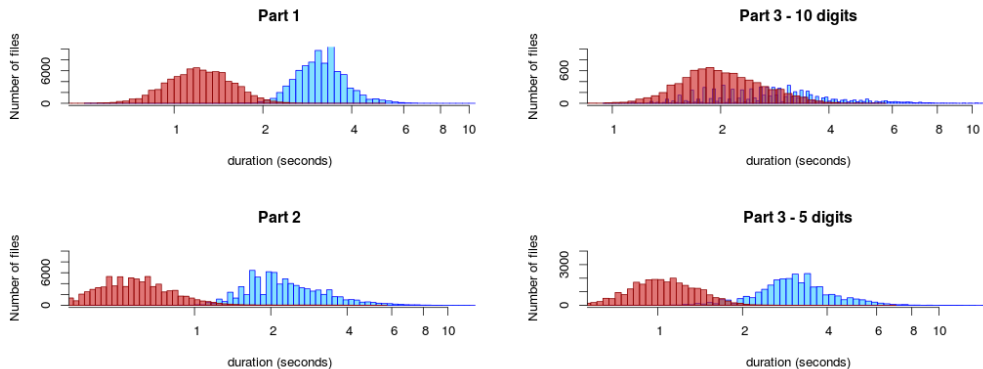 Part 1
Number of files
0
6000
1 2 4 6 8 10
duration (seconds)
Part 3 - 10 digits
Number of files
0
600
1 2 4 6 8 10
duration (seconds)
Part 2
Number of files
0
6000
1 2 4 6 8 10
duration (seconds)
Part 3 - 5 digits
Number of files
0
3000
1 2 4 6 8 10
duration (seconds)